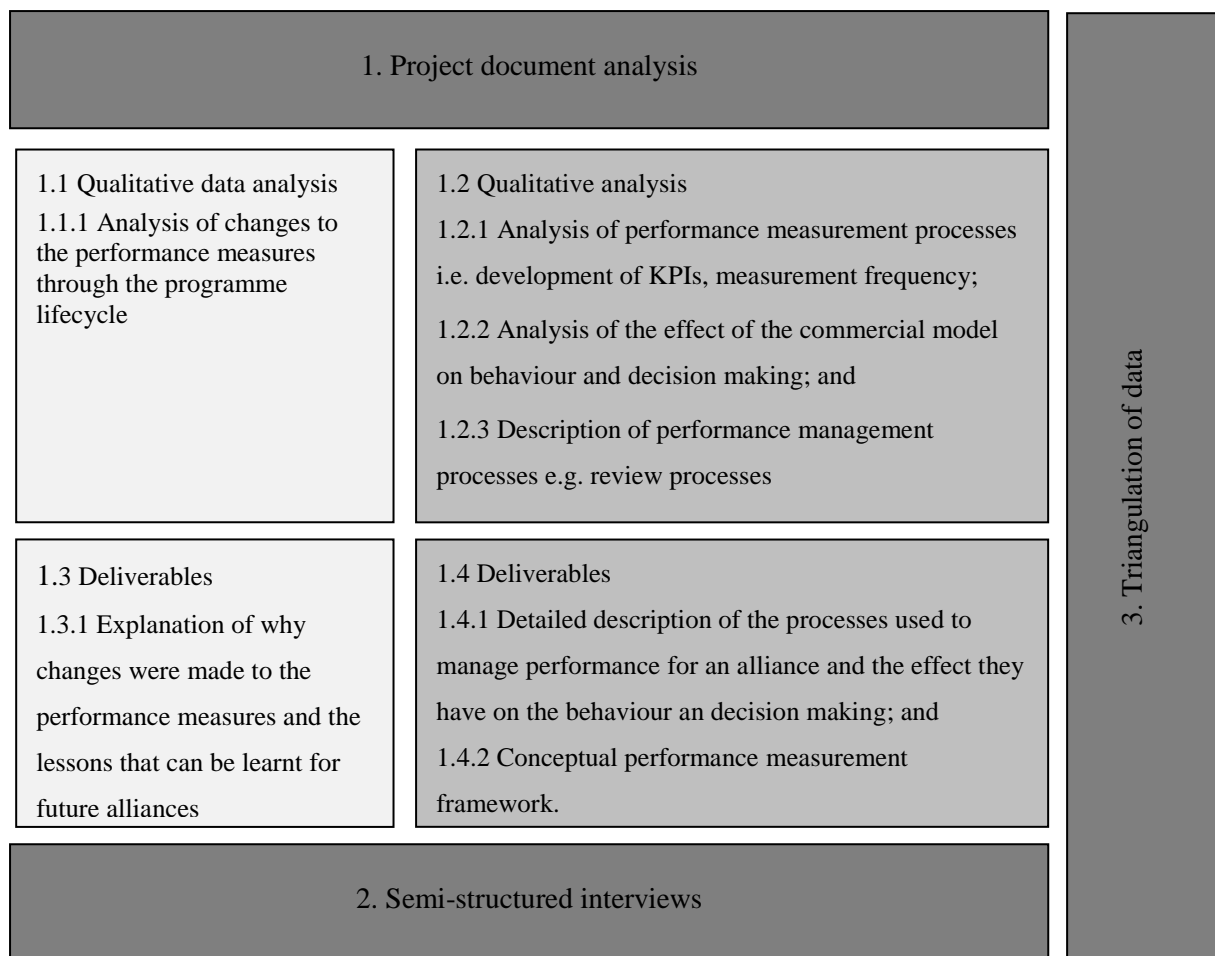 1. Project document analysis
1.1 Qualitative data analysis
1.1.1 Analysis of changes to
the performance measures
through the programme
lifecycle
1.2 Qualitative analysis
1.2.1 Analysis of performance measurement processes
i.e. development of KPIs, measurement frequency;
1.2.2 Analysis of the effect of the commercial model
on behaviour and decision making; and
1.2.3 Description of performance management
processes e.g. review processes
1.3 Deliverables
1.3.1 Explanation of why
changes were made to the
performance measures and the
lessons that can be learnt for
future alliances
1.4 Deliverables
1.4.1 Detailed description of the processes used to
manage performance for an alliance and the effect they
have on the behaviour an decision making; and
1.4.2 Conceptual performance measurement
framework.
2. Semi-structured interviews
3. Triangulation of data